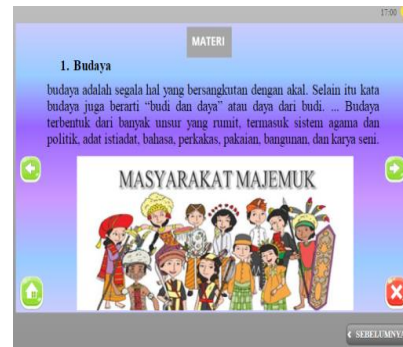 17:00
MATERI
1. Budaya
budaya adalah segala hal yang bersangkutan dengan akal. Selain itu kata
budaya juga berarti “budi dan daya” atau daya dari budi. ... Budaya
terbentuk dari banyak unsur yang rumit, termasuk sistem agama dan
politik, adat istiadat, bahasa, perkakas, pakaian, bangunan, dan karya seni.
MASYARAKAT MAJEMUK
SEBELUMNYA